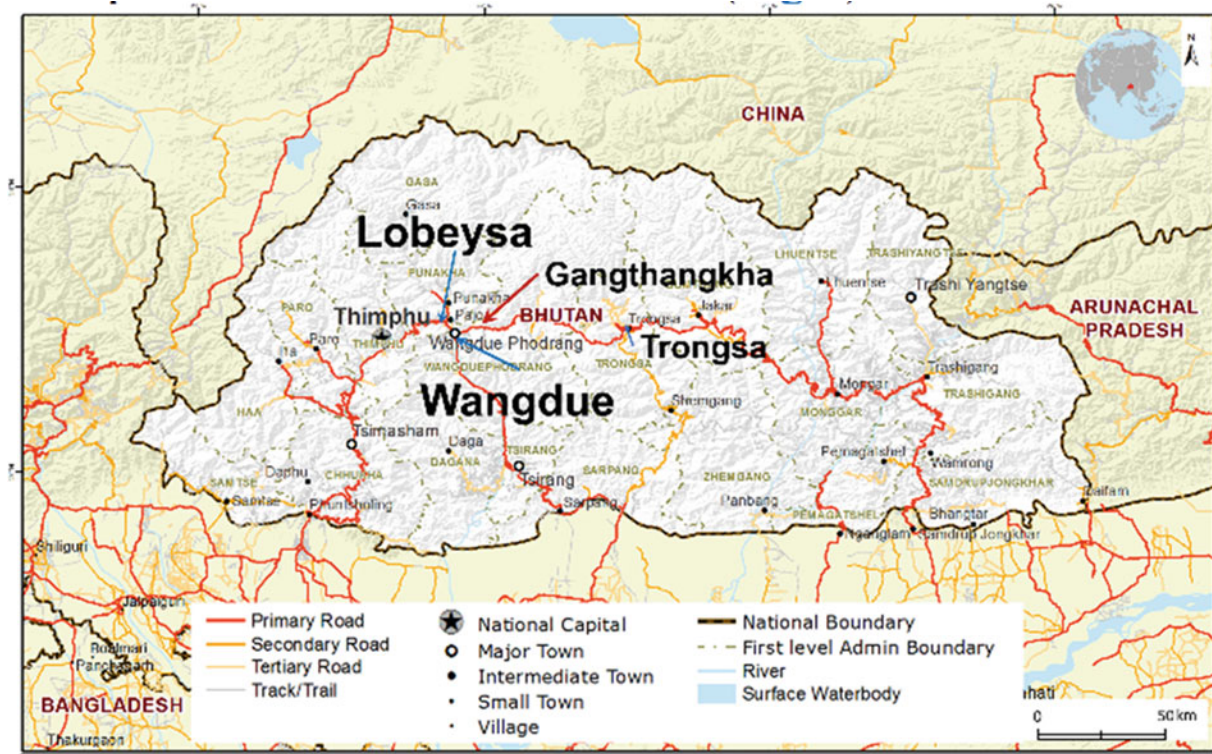 N
CHINA
GASA
Gasa
Lobeysa
LHUENTSE
TRASHIYANGTSE
PUNAKHA
Gangthangkha
Lhuentse
Trashi Yangtse
PARO
Punakha
Thimphu
BHUTAN
Jakar
Trongsa
ARUNACHAL
PRADESH
Paro
THIMPHU
Wangdue Phodrang
Trongsa
WANGDUEPHODRANG
TRONGSA
Trashigang
Wangdue
Mongar
TRASHIGANG
HAA
Shemgang
MONGGAR
Tsimasham
Daga
TSIRANG
DAGANA
Pemagatshel
Wamrong
Daphu
CHHUKHA
Tsirang
SARPANG
ZHEMGANG
SAMDRUPJONGKHAR
SAMTSE
Samtse
Phuntsholing
Sarpang
Panbang
PEMAGATSHEL
Bhangtar
Nganglam
Samdrup Jongkhar
Shiliguri
Jalpaiguri
Primary Road
Secondary Road
Tertiary Road
Track/Trail
National Capital
Major Town
Intermediate Town
Small Town
Village
National Boundary
First level Admin Boundary
River
Surface Waterbody
BANGLADESH
Thakurgaon
0 50 km